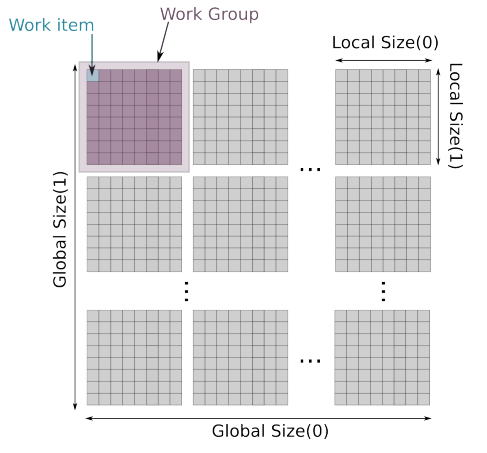 Work Group
Work item
Local Size(0)
Local Size(1)
Global Size(1)
...
...
...
...
Global Size(0)